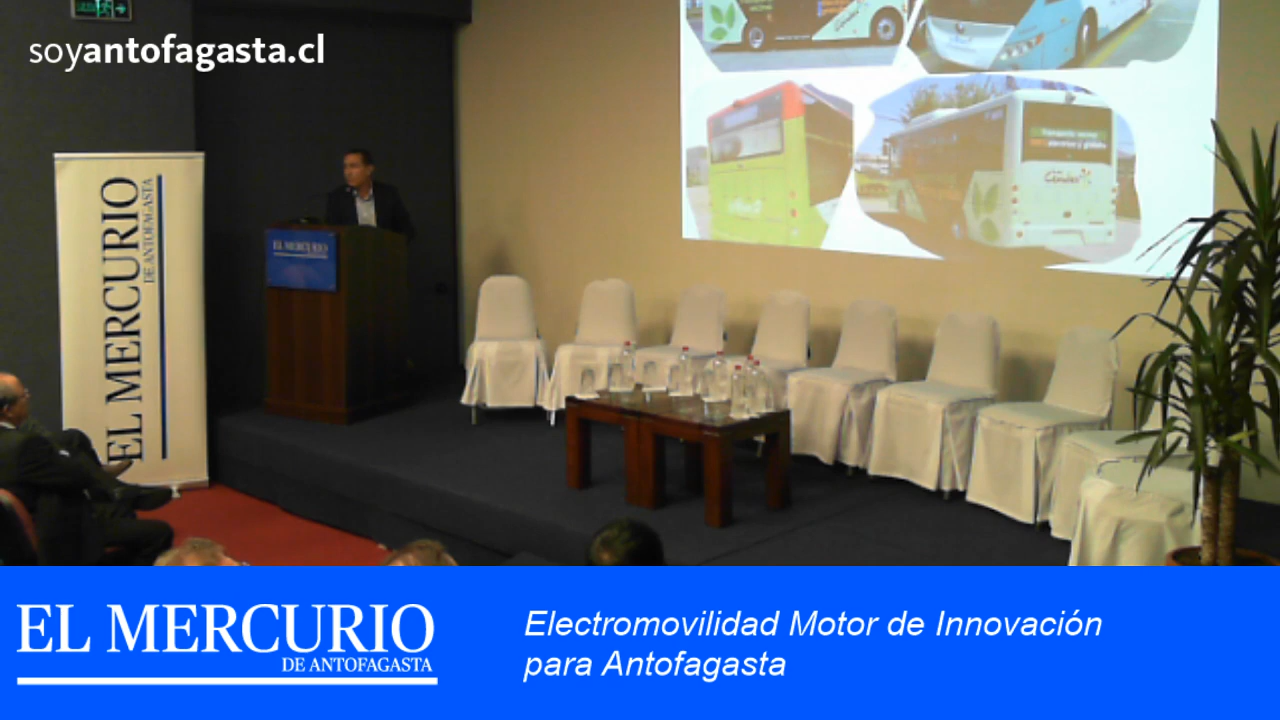 soyantofagasta.cl
EL MERCURIO
DE ANTOFAGASTA
EL MERCURIO
EL MERCURIO
DE ANTOFAGASTA
Electromovilidad Motor de Innovación
para Antofagasta